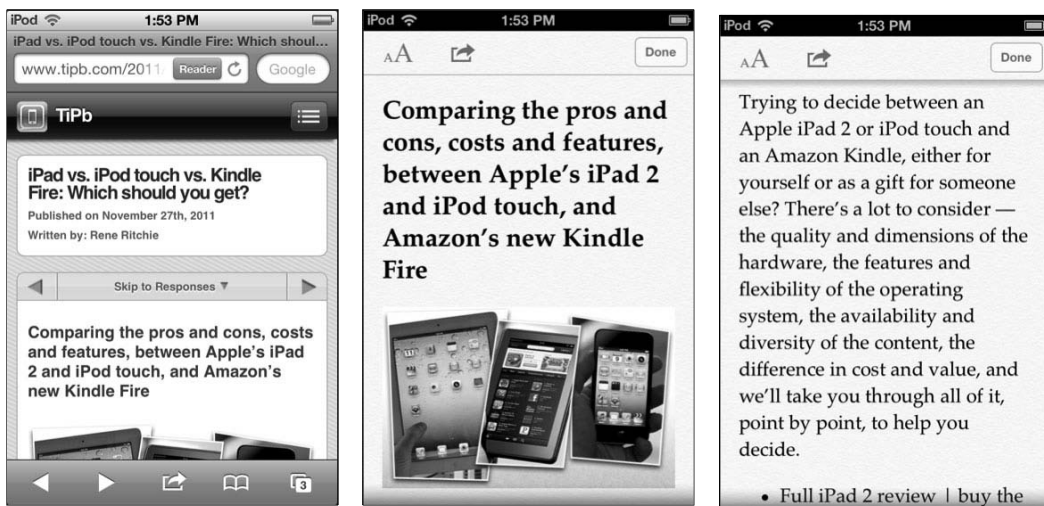 iPod 1:53 PM
iPad vs. iPod touch vs. Kindle Fire: Which shoul...
www.tipb.com/2011/ Reader Google
TiPb
iPad vs. iPod touch vs. Kindle
Fire: Which should you get?
Published on November 27th, 2011
Written by: Rene Ritchie
Skip to Responses ▼
Comparing the pros and cons, costs
and features, between Apple's iPad
2 and iPod touch, and Amazon's
new Kindle Fire
3
iPod 1:53 PM
AA Done
Comparing the pros and
cons, costs and features,
between Apple's iPad 2
and iPod touch, and
Amazon's new Kindle
Fire
iPod 1:53 PM
AA Done
Trying to decide between an
Apple iPad 2 or iPod touch and
an Amazon Kindle, either for
yourself or as a gift for someone
else? There's a lot to consider —
the quality and dimensions of the
hardware, the features and
flexibility of the operating
system, the availability and
diversity of the content, the
difference in cost and value, and
we'll take you through all of it,
point by point, to help you
decide.
• Full iPad 2 review | buy the